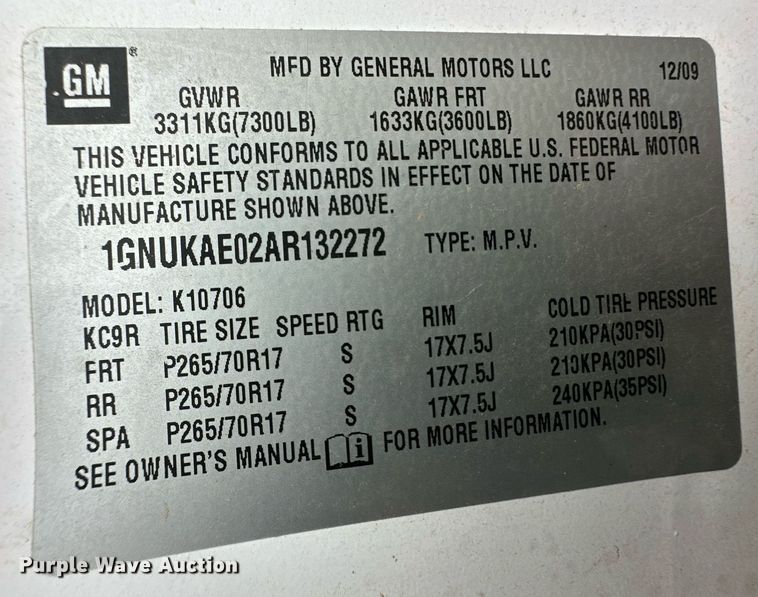 GM ®
MFD BY GENERAL MOTORS LLC 12/09
GVWR GAWR FRT GAWR RR
3311KG(7300LB) 1633KG(3600LB) 1860KG(4100LB)
THIS VEHICLE CONFORMS TO ALL APPLICABLE U.S. FEDERAL MOTOR
VEHICLE SAFETY STANDARDS IN EFFECT ON THE DATE OF
MANUFACTURE SHOWN ABOVE.
1GNUKAE02AR132272 TYPE: M.P.V.
MODEL: K10706
KC9R TIRE SIZE SPEED RTG RIM COLD TIRE PRESSURE
FRT P265/70R17 S 17X7.5J 210KPA(30PSI)
RR P265/70R17 S 17X7.5J 210KPA(30PSI)
SPA P265/70R17 S 17X7.5J 240KPA(35PSI)
SEE OWNER'S MANUAL i FOR MORE INFORMATION.
Purple Wave Auction